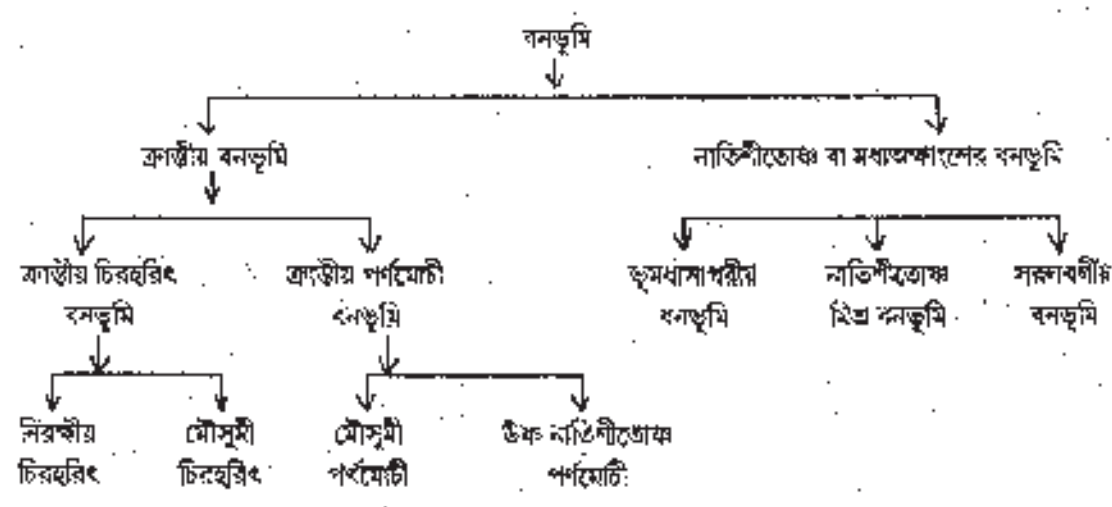 বনভূমি
ক্রান্তীয় বনভূমি
নাতিশীতোষ্ণ বা মধ্যঅক্ষাংশের বনভূমি
ক্রান্তীয় চিরহরিৎ
বনভূমি
ক্রান্তীয় পর্ণমোচী
বনভূমি
ভূমধ্যসাগরীয়
বনভূমি
নাতিশীতোষ্ণ
মিশ্র বনভূমি
সরলবর্গীয়
বনভূমি
নিরক্ষীয়
চিরহরিৎ
মৌসুমী
চিরহরিৎ
মৌসুমী
পর্ণমোচী
উষ্ণ নাতিশীতোষ্ণ
পর্ণমোচী